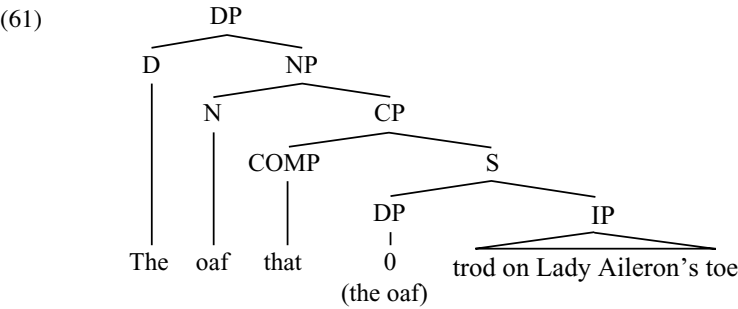 (61) DP
D NP
N CP
COMP S
DP IP
The oaf that 0 trod on Lady Aileron’s toe
(the oaf)